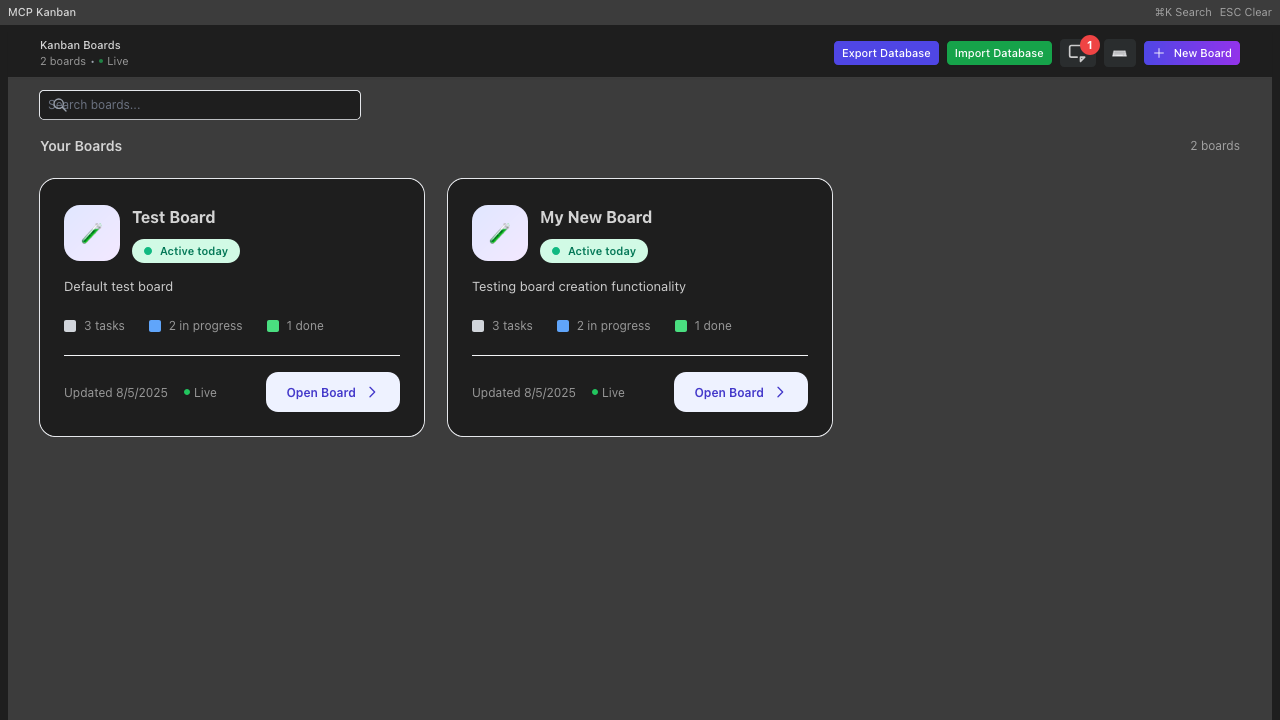 MCP Kanban
⌘K Search ESC Clear
Kanban Boards
2 boards • • Live
Export Database
Import Database
1
New Board
Search boards...
Your Boards
2 boards
Test Board
Active today
Default test board
3 tasks 2 in progress 1 done
Updated 8/5/2025 Live
Open Board
My New Board
Active today
Testing board creation functionality
3 tasks 2 in progress 1 done
Updated 8/5/2025 Live
Open Board